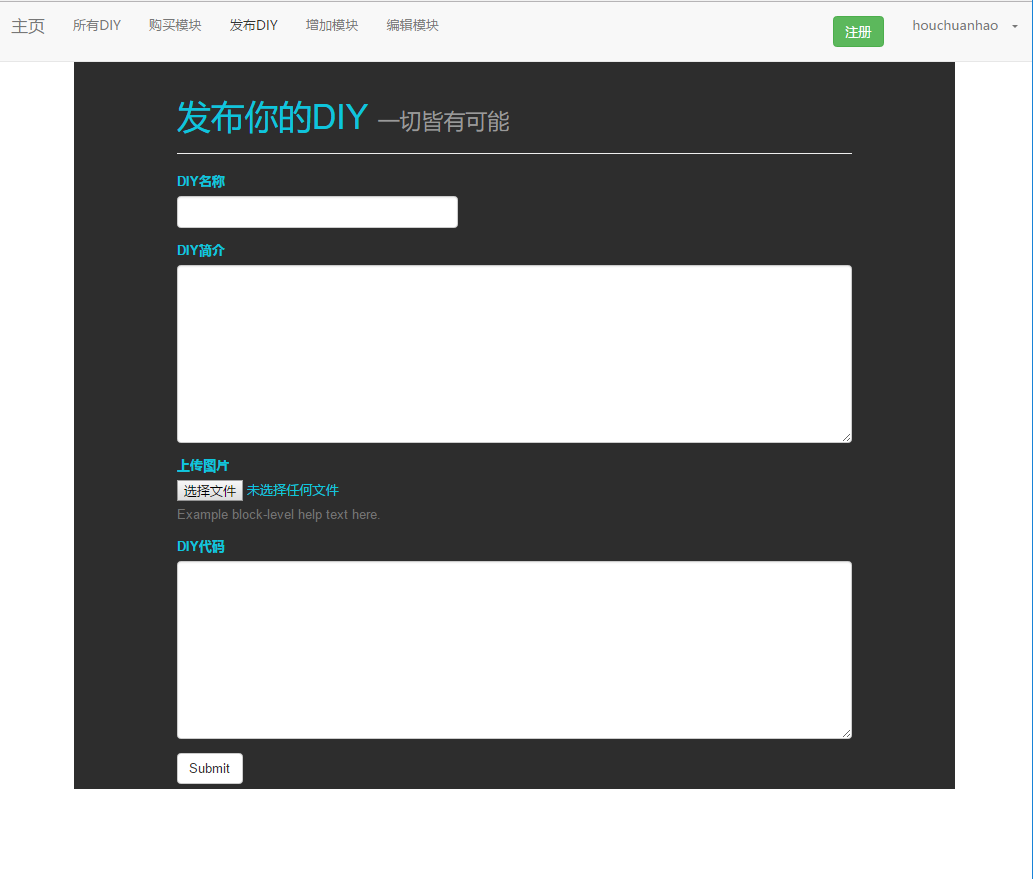 主页 所有DIY 购买模块 发布DIY 增加模块 编辑模块 注册 houchuanhao
发布你的DIY 一切皆有可能
DIY名称
DIY简介
上传图片
选择文件 未选择任何文件
Example block-level help text here.
DIY代码
Submit